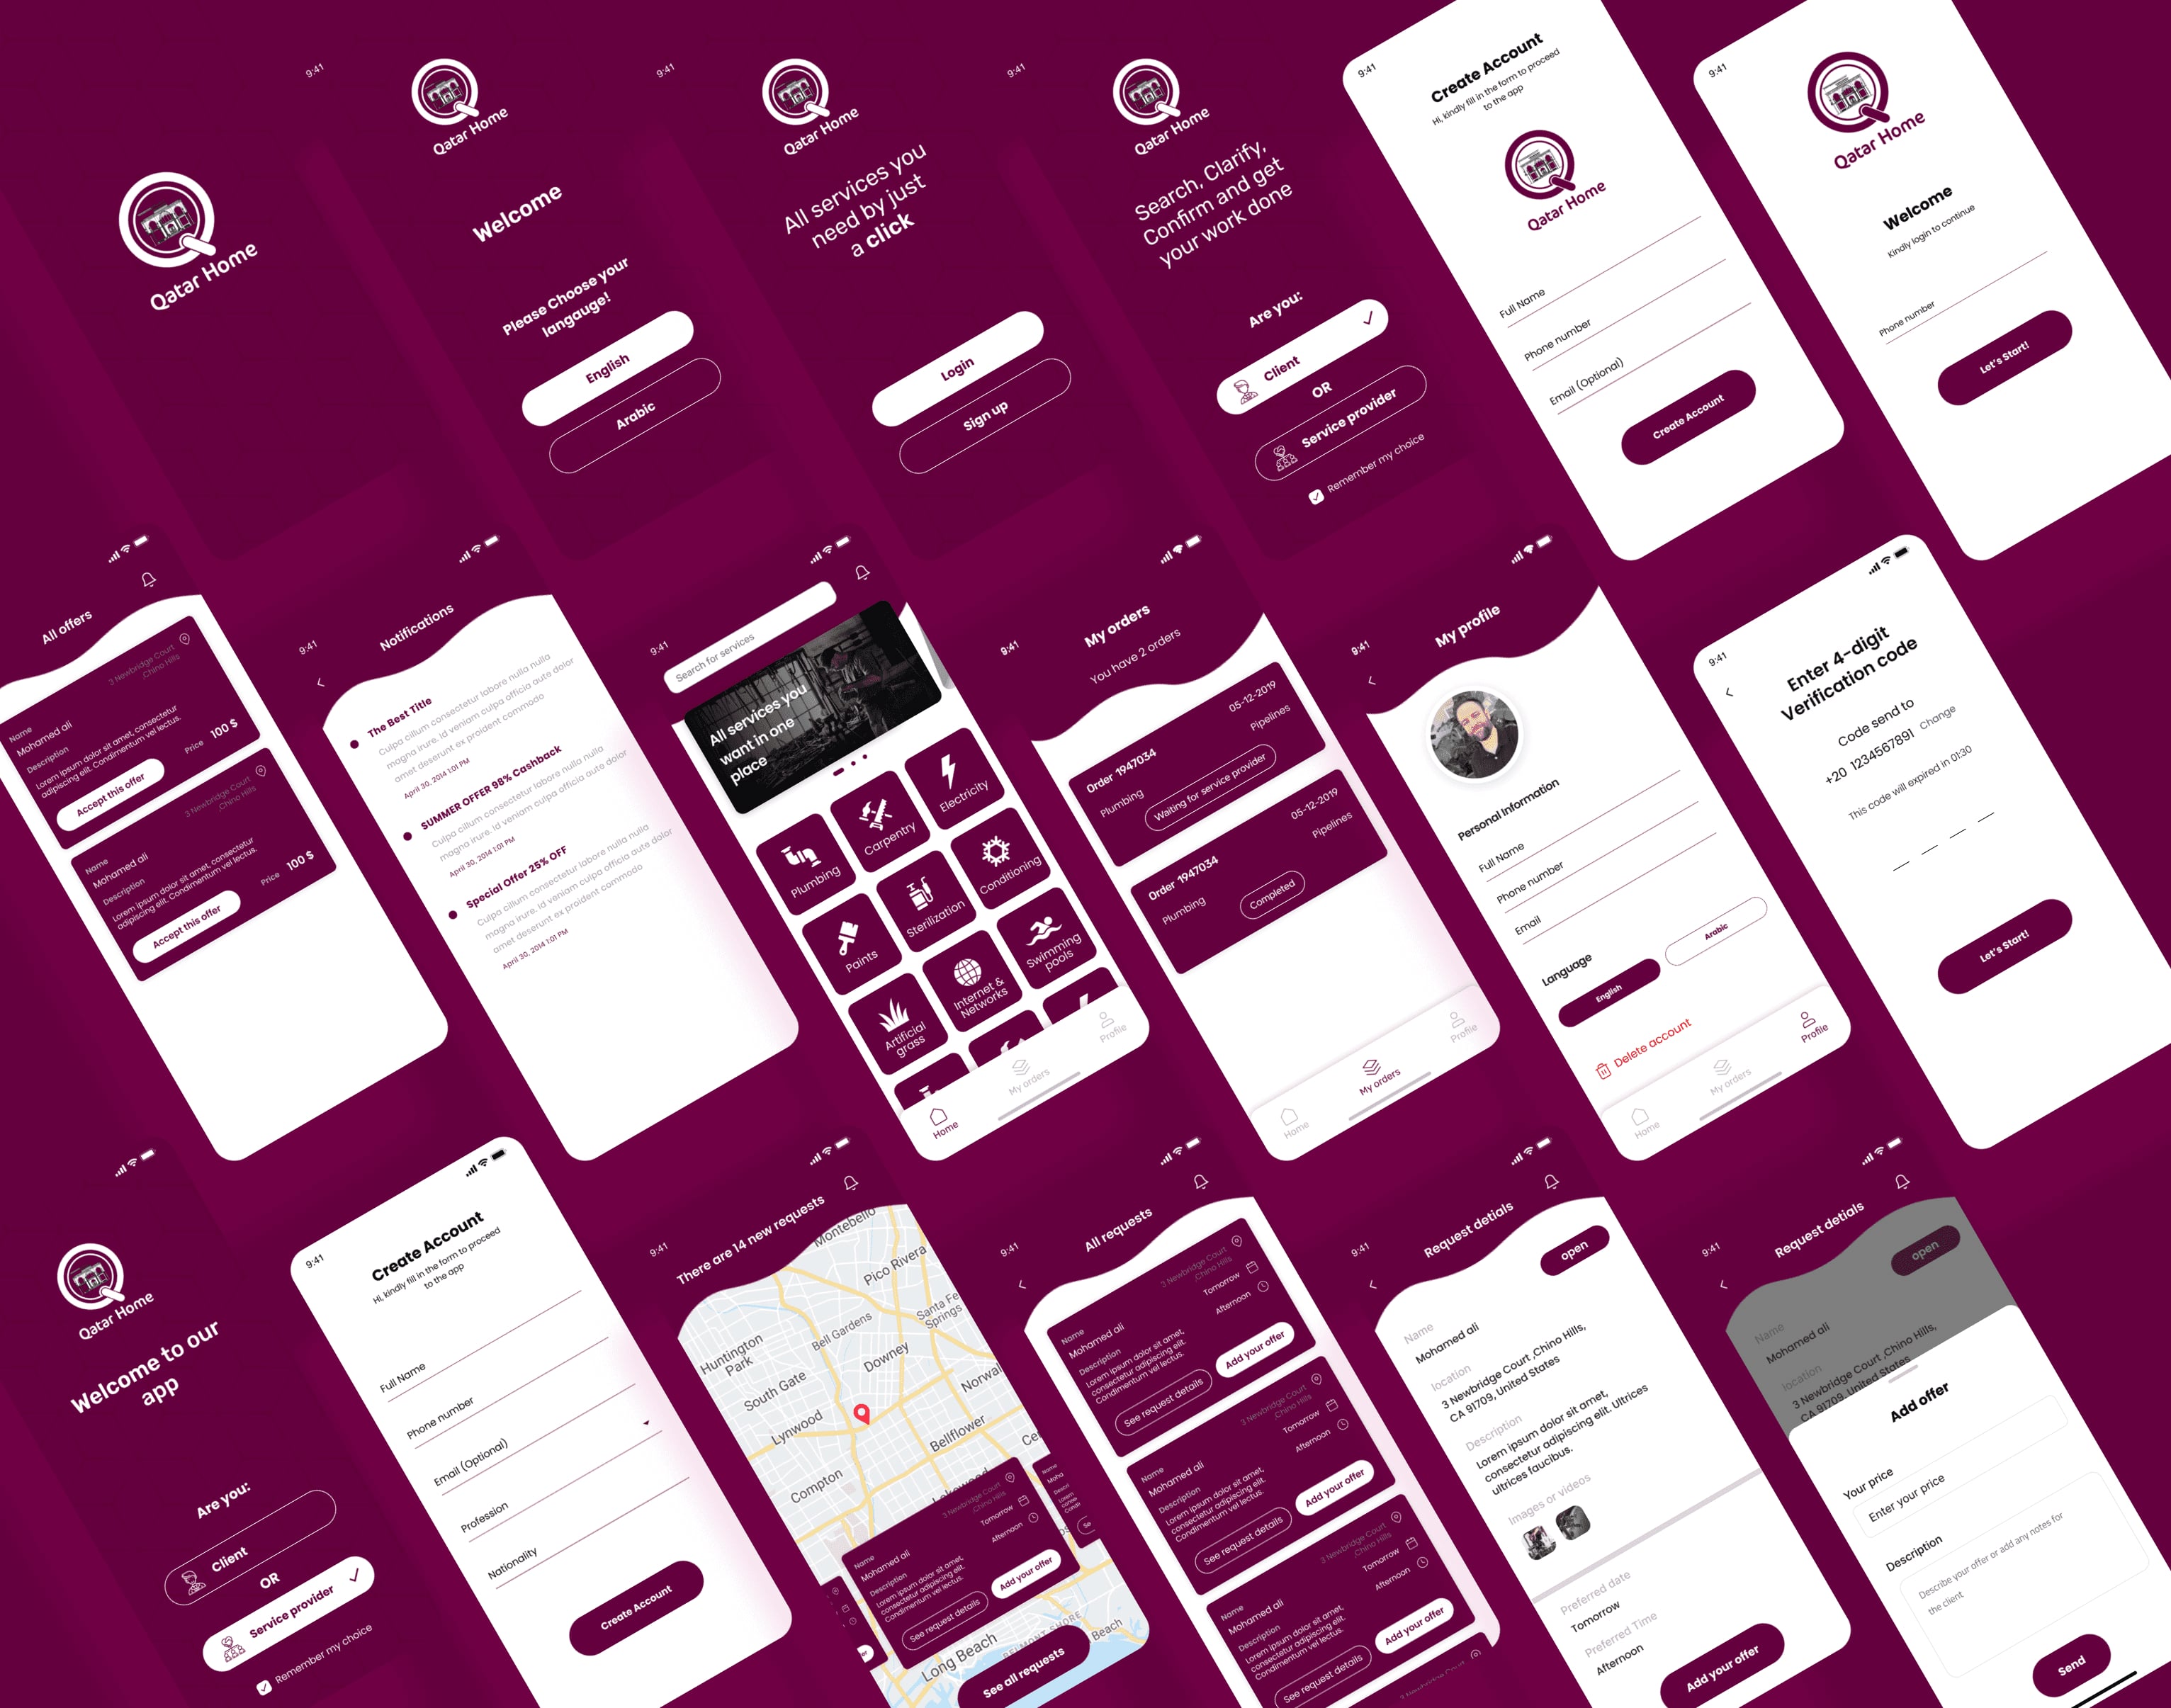 Qatar Home
9:41
Qatar Home
Welcome
Please Choose your
langauge!
English
Arabic
9:41
Qatar Home
All services you
need by just
a click
Login
Sign up
9:41
Qatar Home
Search, Clarify,
Confirm and get
your work done
Are you:
Client
OR
Service provider
Remember my choice
9:41
Create Account
Hi, kindly fill in the form to proceed
to the app
Qatar Home
Full Name
Phone number
Email (Optional)
Create Account
9:41
Qatar Home
Welcome
Kindly login to continue
Phone number
Let's Start!
All offers
3 Newbridge Court
,Chino Hills
Name
Mohamed ali
Description
Lorem ipsum dolor sit amet, consectetur
adipiscing elit. Condimentum vel lectus.
Price 100 $
Accept this offer
3 Newbridge Court
,Chino Hills
Name
Mohamed ali
Description
Lorem ipsum dolor sit amet, consectetur
adipiscing elit. Condimentum vel lectus.
Price 100 $
Accept this offer
9:41
Notifications
The Best Title
Culpa cillum consectetur labore nulla nulla
magna irure. Id veniam culpa officia aute dolor
amet deserunt ex proident commodo
April 30, 2014 1:01 PM
SUMMER OFFER 98% Cashback
Culpa cillum consectetur labore nulla nulla
magna irure. Id veniam culpa officia aute dolor
April 30, 2014 1:01 PM
Special Offer 25% OFF
Culpa cillum consectetur labore nulla nulla
magna irure. Id veniam culpa officia aute dolor
amet deserunt ex proident commodo
April 30, 2014 1:01 PM
9:41
Search for services
All services you
want in one
place
Plumbing
Carpentry
Electricity
Paints
Sterilization
Conditioning
Artificial
grass
Internet &
Networks
Swimming
pools
Home
My orders
Profile
9:41
My orders
You have 2 orders
05-12-2019
Order 1947034
Pipelines
Plumbing
Waiting for service provider
05-12-2019
Order 1947034
Pipelines
Plumbing
Completed
Home
My orders
Profile
9:41
My profile
Personal Information
Full Name
Phone number
Email
Language
English
Arabic
Delete account
Home
My orders
Profile
9:41
Enter 4-digit
Verification code
Code send to
+20 1234567891 Change
This code will expired in 01:30
Let's Start!
Qatar Home
Welcome to our
app
Are you:
Client
OR
Service provider
Remember my choice
9:41
Create Account
Hi, kindly fill in the form to proceed
to the app
Full Name
Phone number
Email (Optional)
Profession
Nationality
Create Account
9:41
There are 14 new requests
Montebello
Pico Rivera
Huntington
Park
Bell Gardens
Santa Fe
Springs
Downey
South Gate
Norwal
Lynwood
Bellflower
Ce
Compton
3 Newbridge Court
,Chino Hills
Name
Mohamed ali
Tomorrow
Description
Afternoon
Lorem ipsum dolor sit amet,
consectetur adipiscing elit.
Condimentum vel lectus.
See request details
Add your offer
Long Beach
Beach
See all requests
9:41
All requests
3 Newbridge Court
,Chino Hills
Name
Mohamed ali
Tomorrow
Description
Afternoon
Lorem ipsum dolor sit amet,
consectetur adipiscing elit.
Condimentum vel lectus.
See request details
Add your offer
3 Newbridge Court
,Chino Hills
Name
Mohamed ali
Tomorrow
Description
Afternoon
Lorem ipsum dolor sit amet,
consectetur adipiscing elit.
Condimentum vel lectus.
See request details
Add your offer
3 Newbridge Court
,Chino Hills
Name
Mohamed ali
Tomorrow
Description
Afternoon
Lorem ipsum dolor sit amet,
consectetur adipiscing elit.
Condimentum vel lectus.
See request details
Add your offer
9:41
Request detials
open
Name
Mohamed ali
location
3 Newbridge Court ,Chino Hills,
CA 91709, United States
Description
Lorem ipsum dolor sit amet,
consectetur adipiscing elit. Ultrices
ultrices faucibus.
Images or videos
Preferred date
Tomorrow
Preferred Time
Afternoon
Add your offer
9:41
Request detials
open
Name
Mohamed ali
location
3 Newbridge Court ,Chino Hills,
CA 91709, United States
Add offer
Your price
Enter your price
Description
Describe your offer or add any notes for
the client
Send